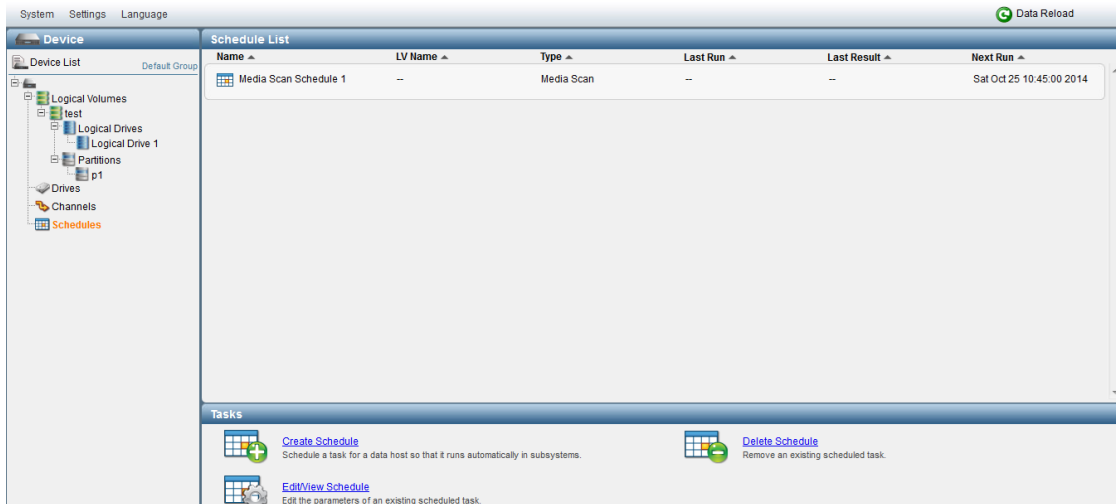 System Settings Language Data Reload
Device
Device List Default Group
Logical Volumes
test
Logical Drives
Logical Drive 1
Partitions
p1
Drives
Channels
Schedules
Schedule List
Name LV Name Type Last Run Last Result Next Run
Media Scan Schedule 1 -- Media Scan -- -- Sat Oct 25 10:45:00 2014
Tasks
Create Schedule
Schedule a task for a data host so that it runs automatically in subsystems.
Delete Schedule
Remove an existing scheduled task.
Edit/View Schedule
Edit the parameters of an existing scheduled task.